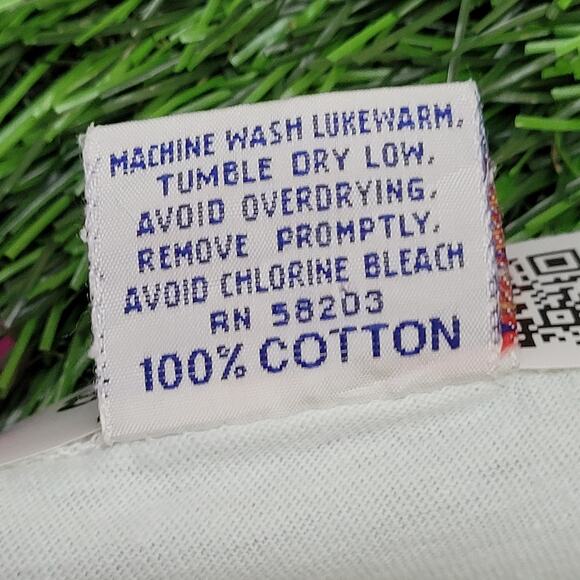 MACHINE WASH LUKEWARM,
TUMBLE DRY LOW,
AVOID OVERDRYING,
REMOVE PROMPTLY,
AVOID CHLORINE BLEACH
RN 58203
100% COTTON